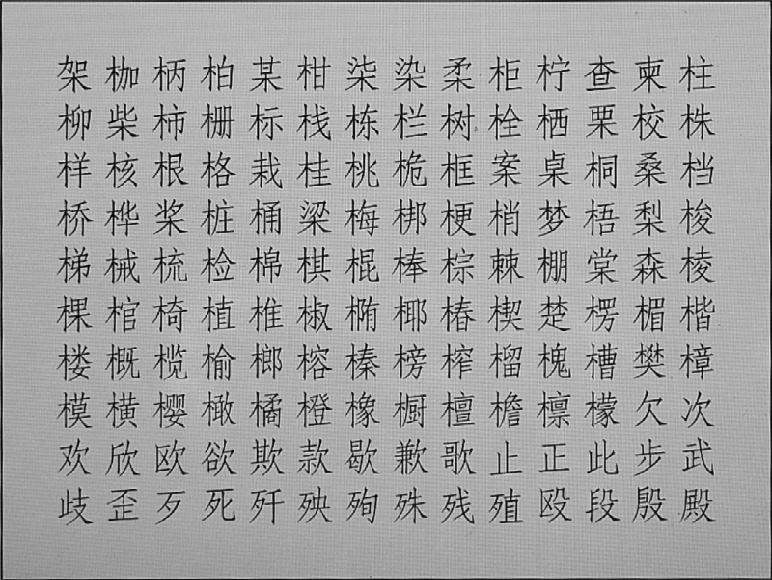 架枷柄柏某柑柒染柔柜柠查柬柱
柳柴柿栅标栈栋栏树栓栖栗校株
样核根格栽桂桃桅框案桌桐桑档
桥桦桨桩桶梁梅梆梗梢梦梧梨梭
梯械梳检棉棋棍棒棕棘棚棠森棱
棵棺椅植椎椒椭椰椿楔楚楞楣楷
楼概榄榆榔榕榛榜榨榴槐槽樊樟
模横樱橄橘橙橡橱檀檐檩檬欠次
欢欣欧欲欺款歇歉歌止正此步武
歧歪歹死歼殃殉殊残殖殴段殷殿